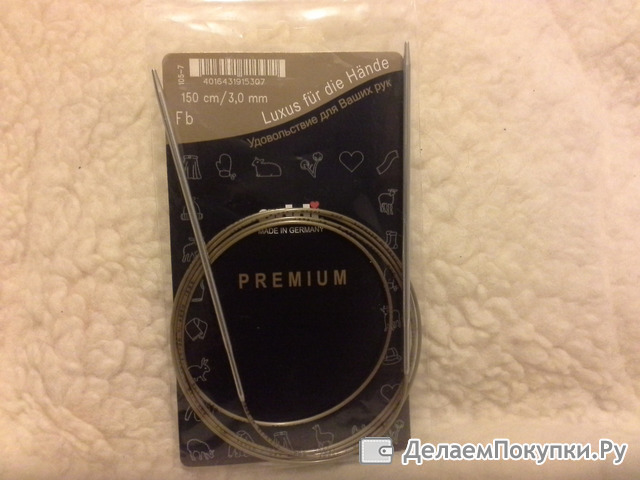 105-7
4016431915307
150 cm/3,0 mm
Fb
Luxus für die Hände
Удовольствие для Ваших рук
MADE IN GERMANY
PREMIUM
ДелаемПокупки.Ру